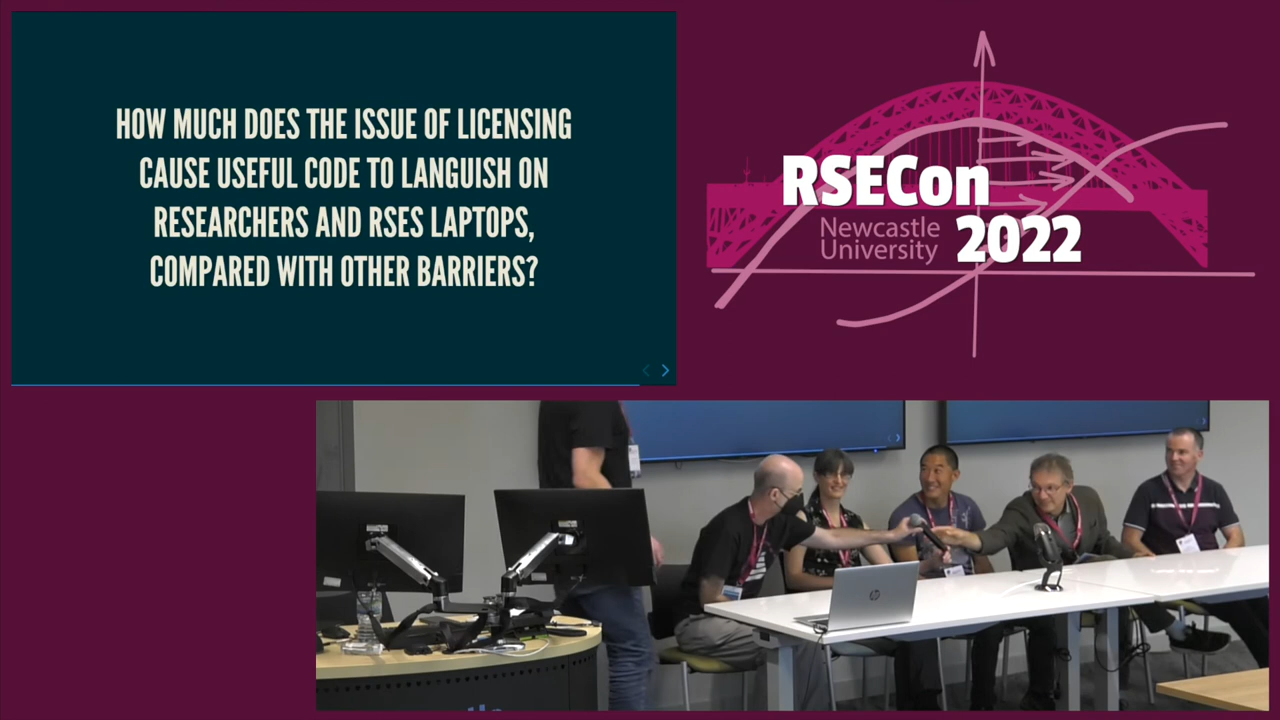 HOW MUCH DOES THE ISSUE OF LICENSING
CAUSE USEFUL CODE TO LANGUISH ON
RESEARCHERS AND RSES LAPTOPS,
COMPARED WITH OTHER BARRIERS?
RSECon
Newcastle
University
2022
hp